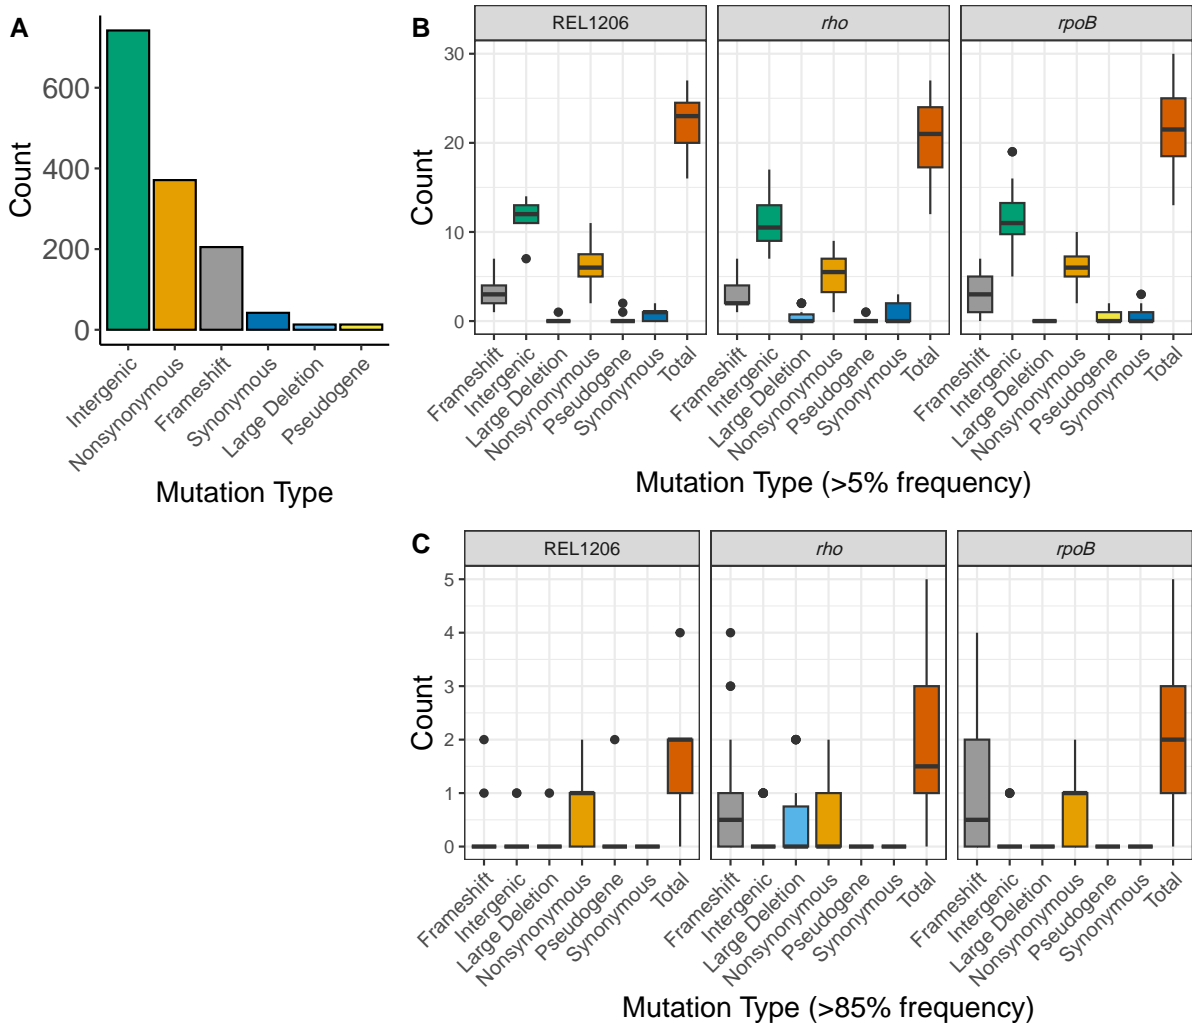 A
Count
600
400
200
0
Intergenic
Nonsynonymous
Frameshift
Synonymous
Large Deletion
Pseudogene
Mutation Type
B
REL1206
rho
rpoB
Count
30
20
10
0
Frameshift
Intergenic
Large Deletion
Nonsynonymous
Pseudogene
Synonymous
Total
Frameshift
Intergenic
Large Deletion
Nonsynonymous
Pseudogene
Synonymous
Total
Frameshift
Intergenic
Large Deletion
Nonsynonymous
Pseudogene
Synonymous
Total
Mutation Type (>5% frequency)
C
REL1206
rho
rpoB
Count
5
4
3
2
1
0
Frameshift
Intergenic
Large Deletion
Nonsynonymous
Pseudogene
Synonymous
Total
Frameshift
Intergenic
Large Deletion
Nonsynonymous
Pseudogene
Synonymous
Total
Frameshift
Intergenic
Large Deletion
Nonsynonymous
Pseudogene
Synonymous
Total
Mutation Type (>85% frequency)